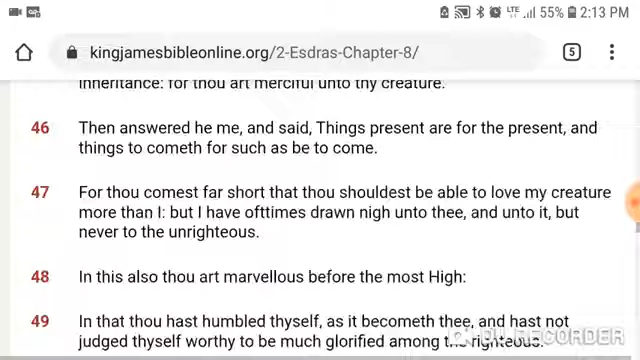 LTE 55% 2:13 PM
kingjamesbibleonline.org/2-Esdras-Chapter-8/ 5
inheritance: for thou art merciful unto thy creature.
46 Then answered he me, and said, Things present are for the present, and
things to cometh for such as be to come.
47 For thou comest far short that thou shouldest be able to love my creature
more than I: but I have ofttimes drawn nigh unto thee, and unto it, but
never to the unrighteous.
48 In this also thou art marvellous before the most High:
49 In that thou hast humbled thyself, as it becometh thee, and hast not
judged thyself worthy to be much glorified among the righteous.
DU RECORDER